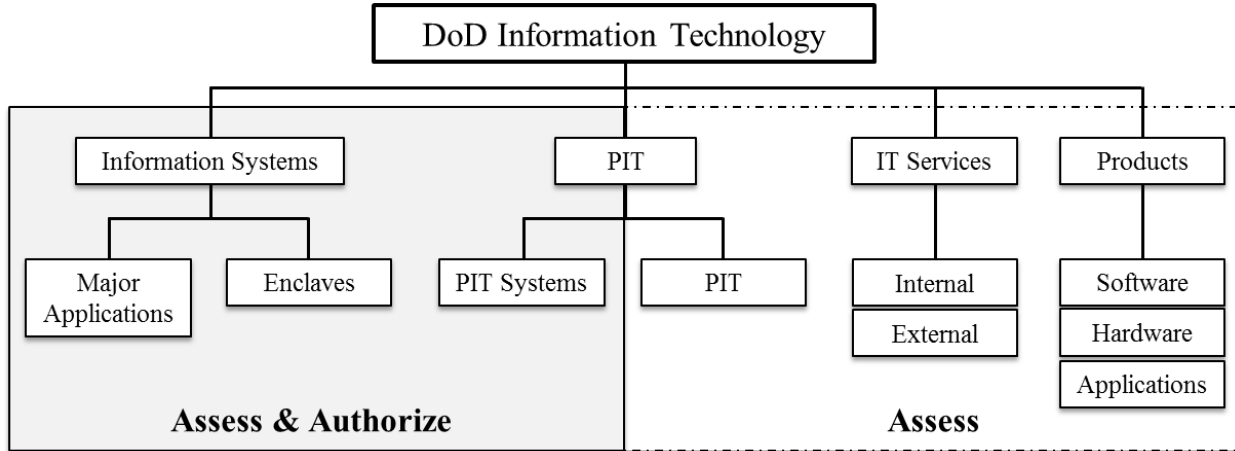 DoD Information Technology
Information Systems
PIT
IT Services
Products
Major
Applications
Enclaves
PIT Systems
PIT
Internal
External
Software
Hardware
Applications
Assess & Authorize
Assess